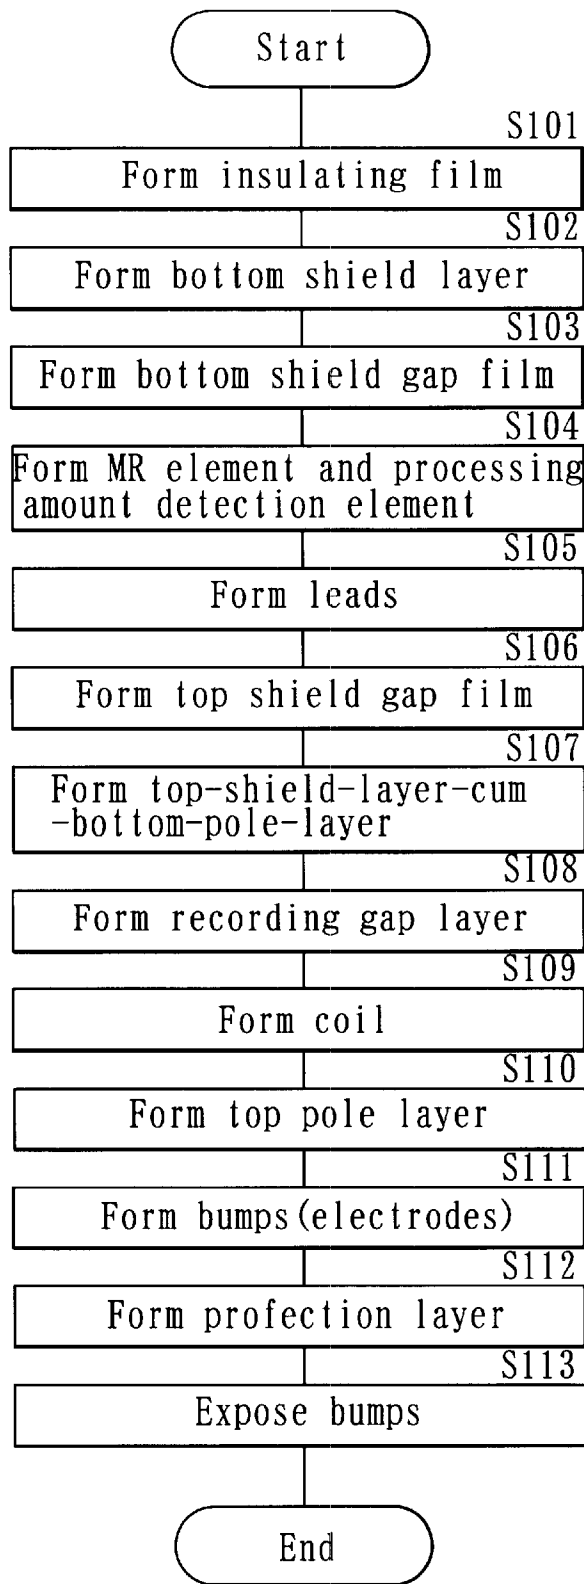 Start
S101
Form insulating film
S102
Form bottom shield layer
S103
Form bottom shield gap film
S104
Form MR element and processing
amount detection element
S105
Form leads
S106
Form top shield gap film
S107
Form top-shield-layer-cum
-bottom-pole-layer
S108
Form recording gap layer
S109
Form coil
S110
Form top pole layer
S111
Form bumps(electrodes)
S112
Form profection layer
S113
Expose bumps
End